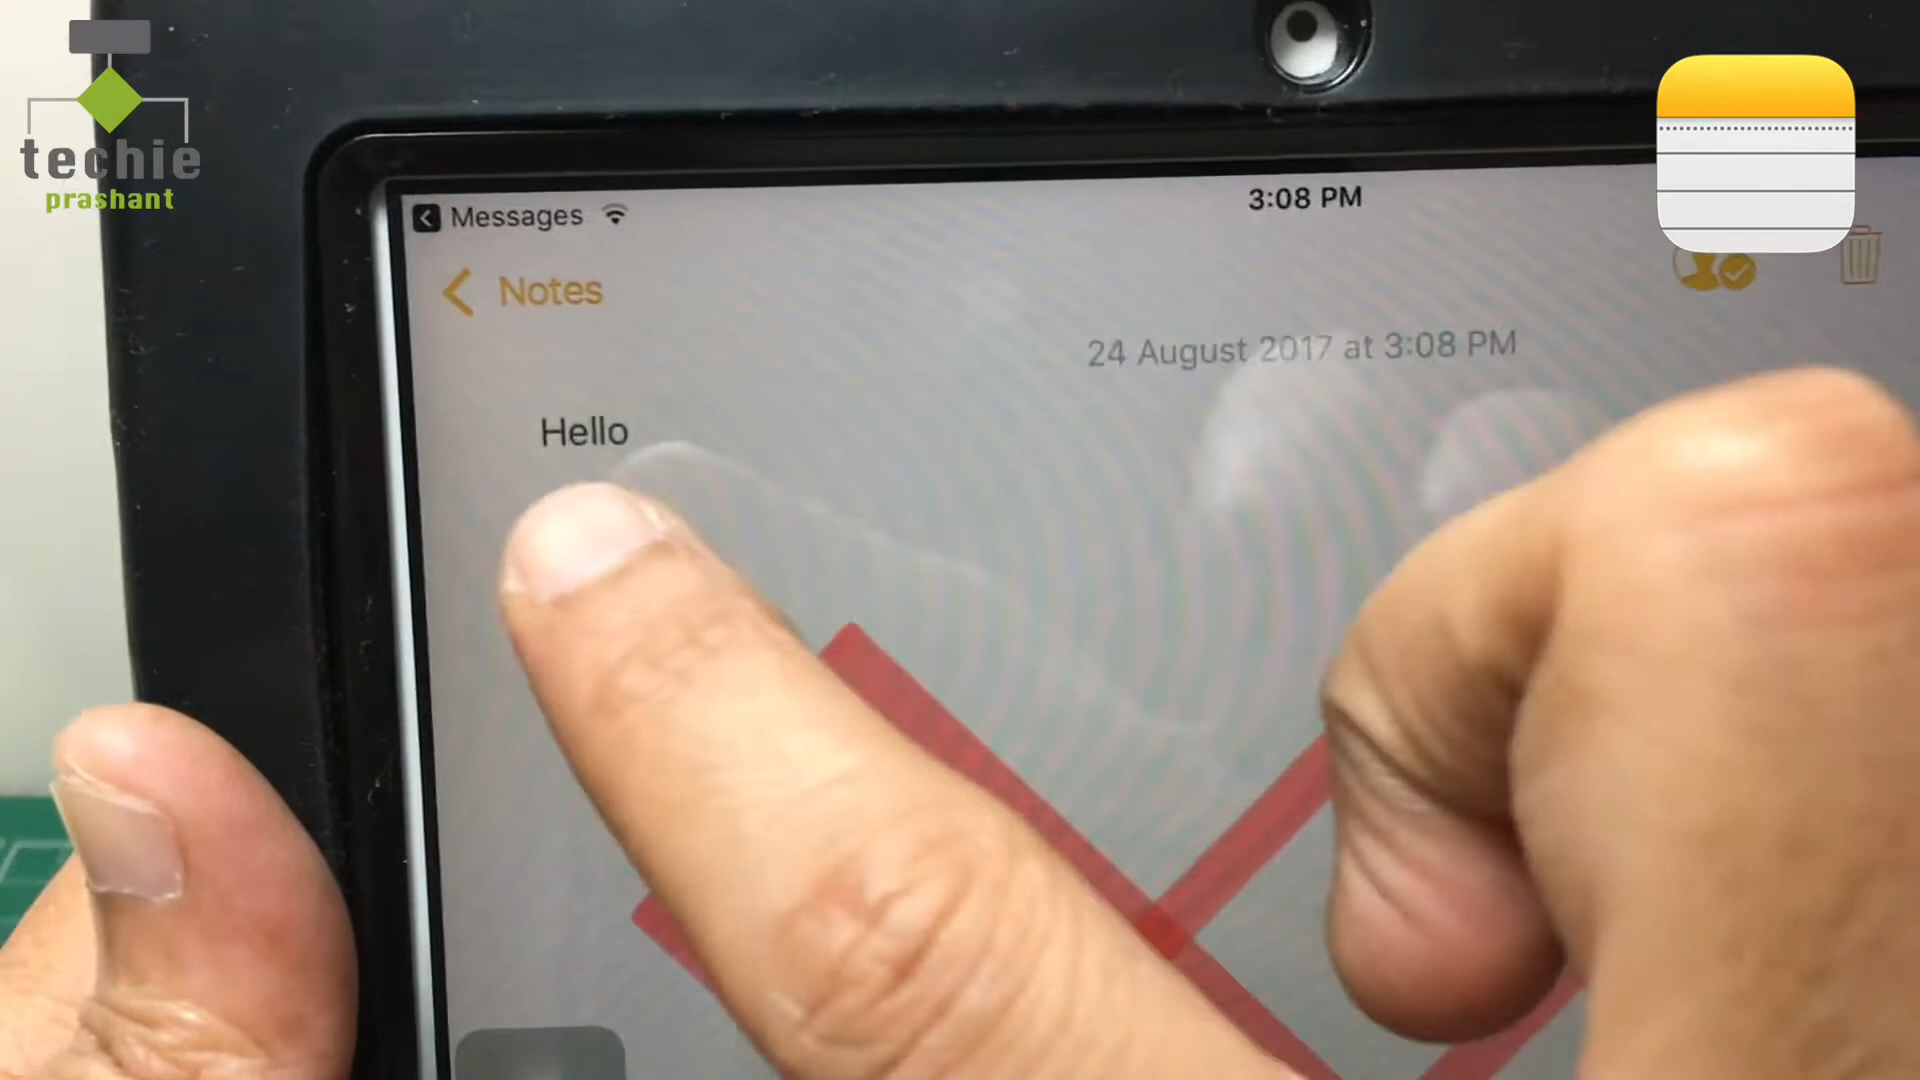 techie
prashant
Messages
3:08 PM
Notes
24 August 2017 at 3:08 PM
Hello